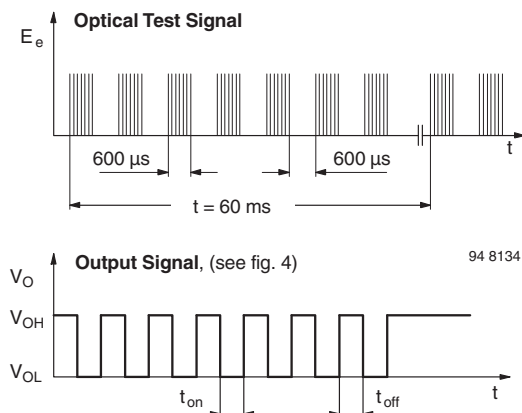 Optical Test Signal
Ee
t
600 µs
600 µs
t = 60 ms
Output Signal, (see fig. 4)
94 8134
VO
VOH
VOL
ton
toff
t